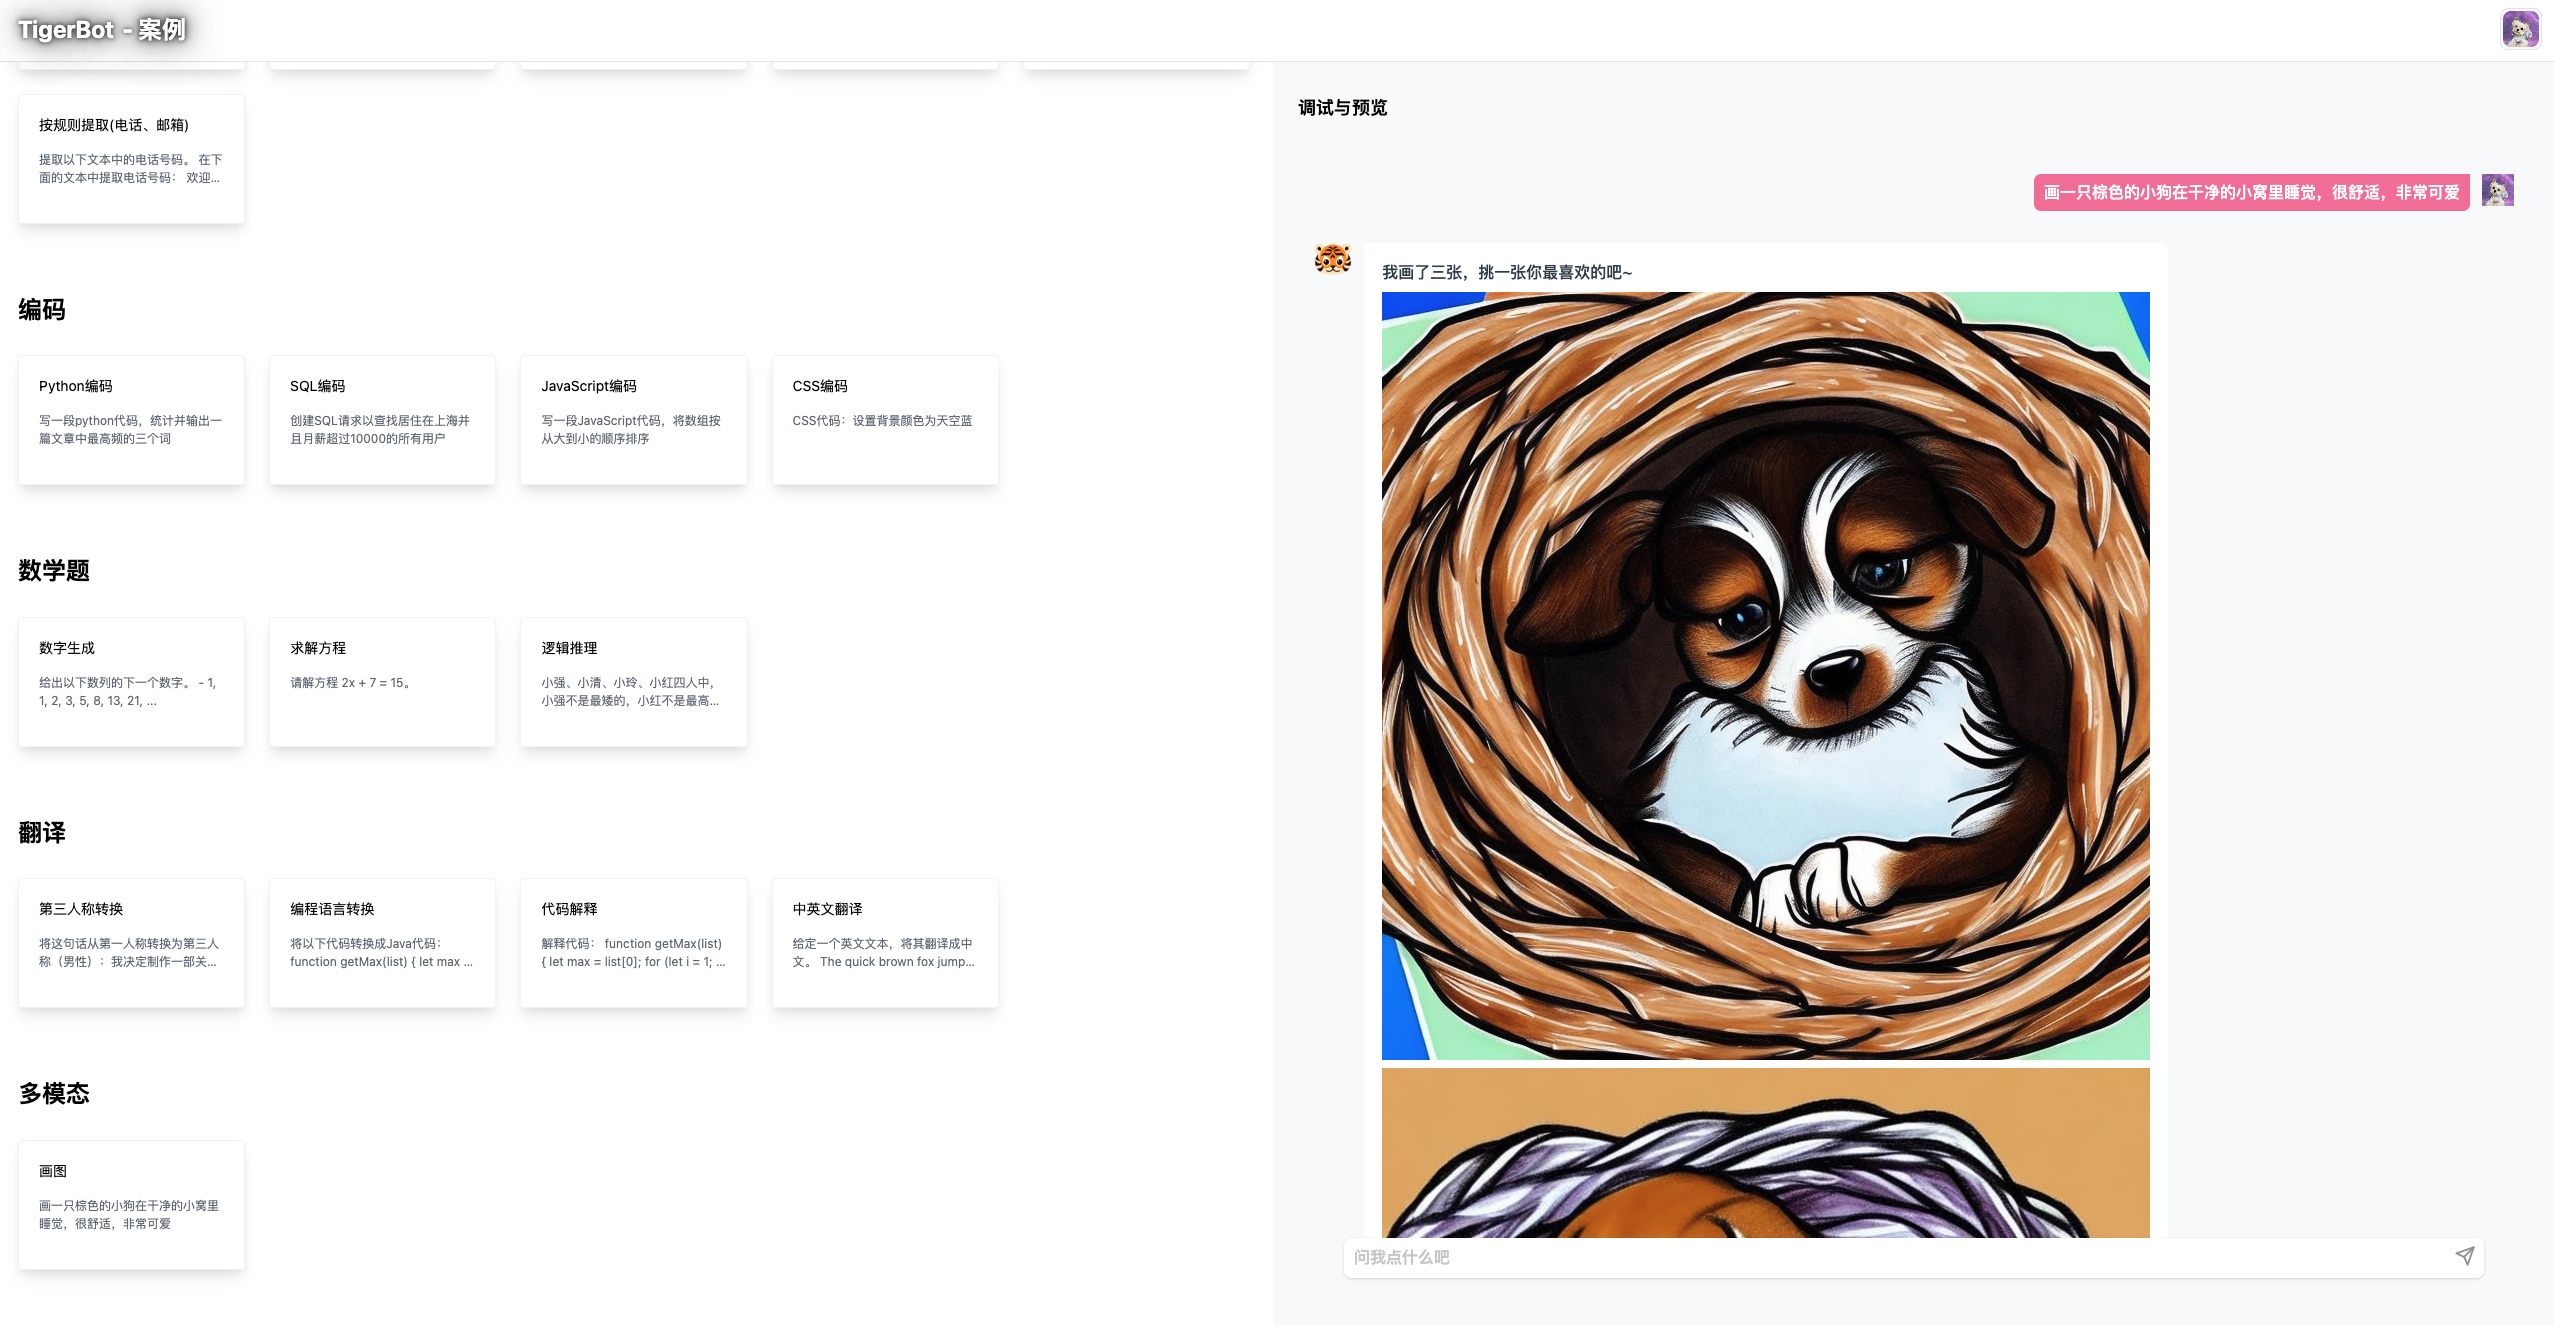 TigerBot - 案例
按规则提取(电话、邮箱)
提取以下文本中的电话号码。 在下
面的文本中提取电话号码： 欢迎...
编码
Python编码
写一段python代码，统计并输出一
篇文章中最高频的三个词
SQL编码
创建SQL请求以查找居住在上海并
且月薪超过10000的所有用户
JavaScript编码
写一段JavaScript代码，将数组按
从大到小的顺序排序
CSS编码
CSS代码：设置背景颜色为天空蓝
数学题
数字生成
给出以下数列的下一个数字。 - 1,
1, 2, 3, 5, 8, 13, 21, ...
求解方程
请解方程 2x + 7 = 15。
逻辑推理
小强、小清、小玲、小红四人中，
小强不是最矮的，小红不是最高...
翻译
第三人称转换
将这句话从第一人称转换为第三人
称（男性）：我决定制作一部关...
编程语言转换
将以下代码转换成Java代码：
function getMax(list) { let max ...
代码解释
解释代码： function getMax(list)
{ let max = list[0]; for (let i = 1; ...
中英文翻译
给定一个英文文本，将其翻译成中
文。 The quick brown fox jump...
多模态
画图
画一只棕色的小狗在干净的小窝里
睡觉，很舒适，非常可爱
调试与预览
画一只棕色的小狗在干净的小窝里睡觉，很舒适，非常可爱
我画了三张，挑一张你最喜欢的吧~
问我点什么吧